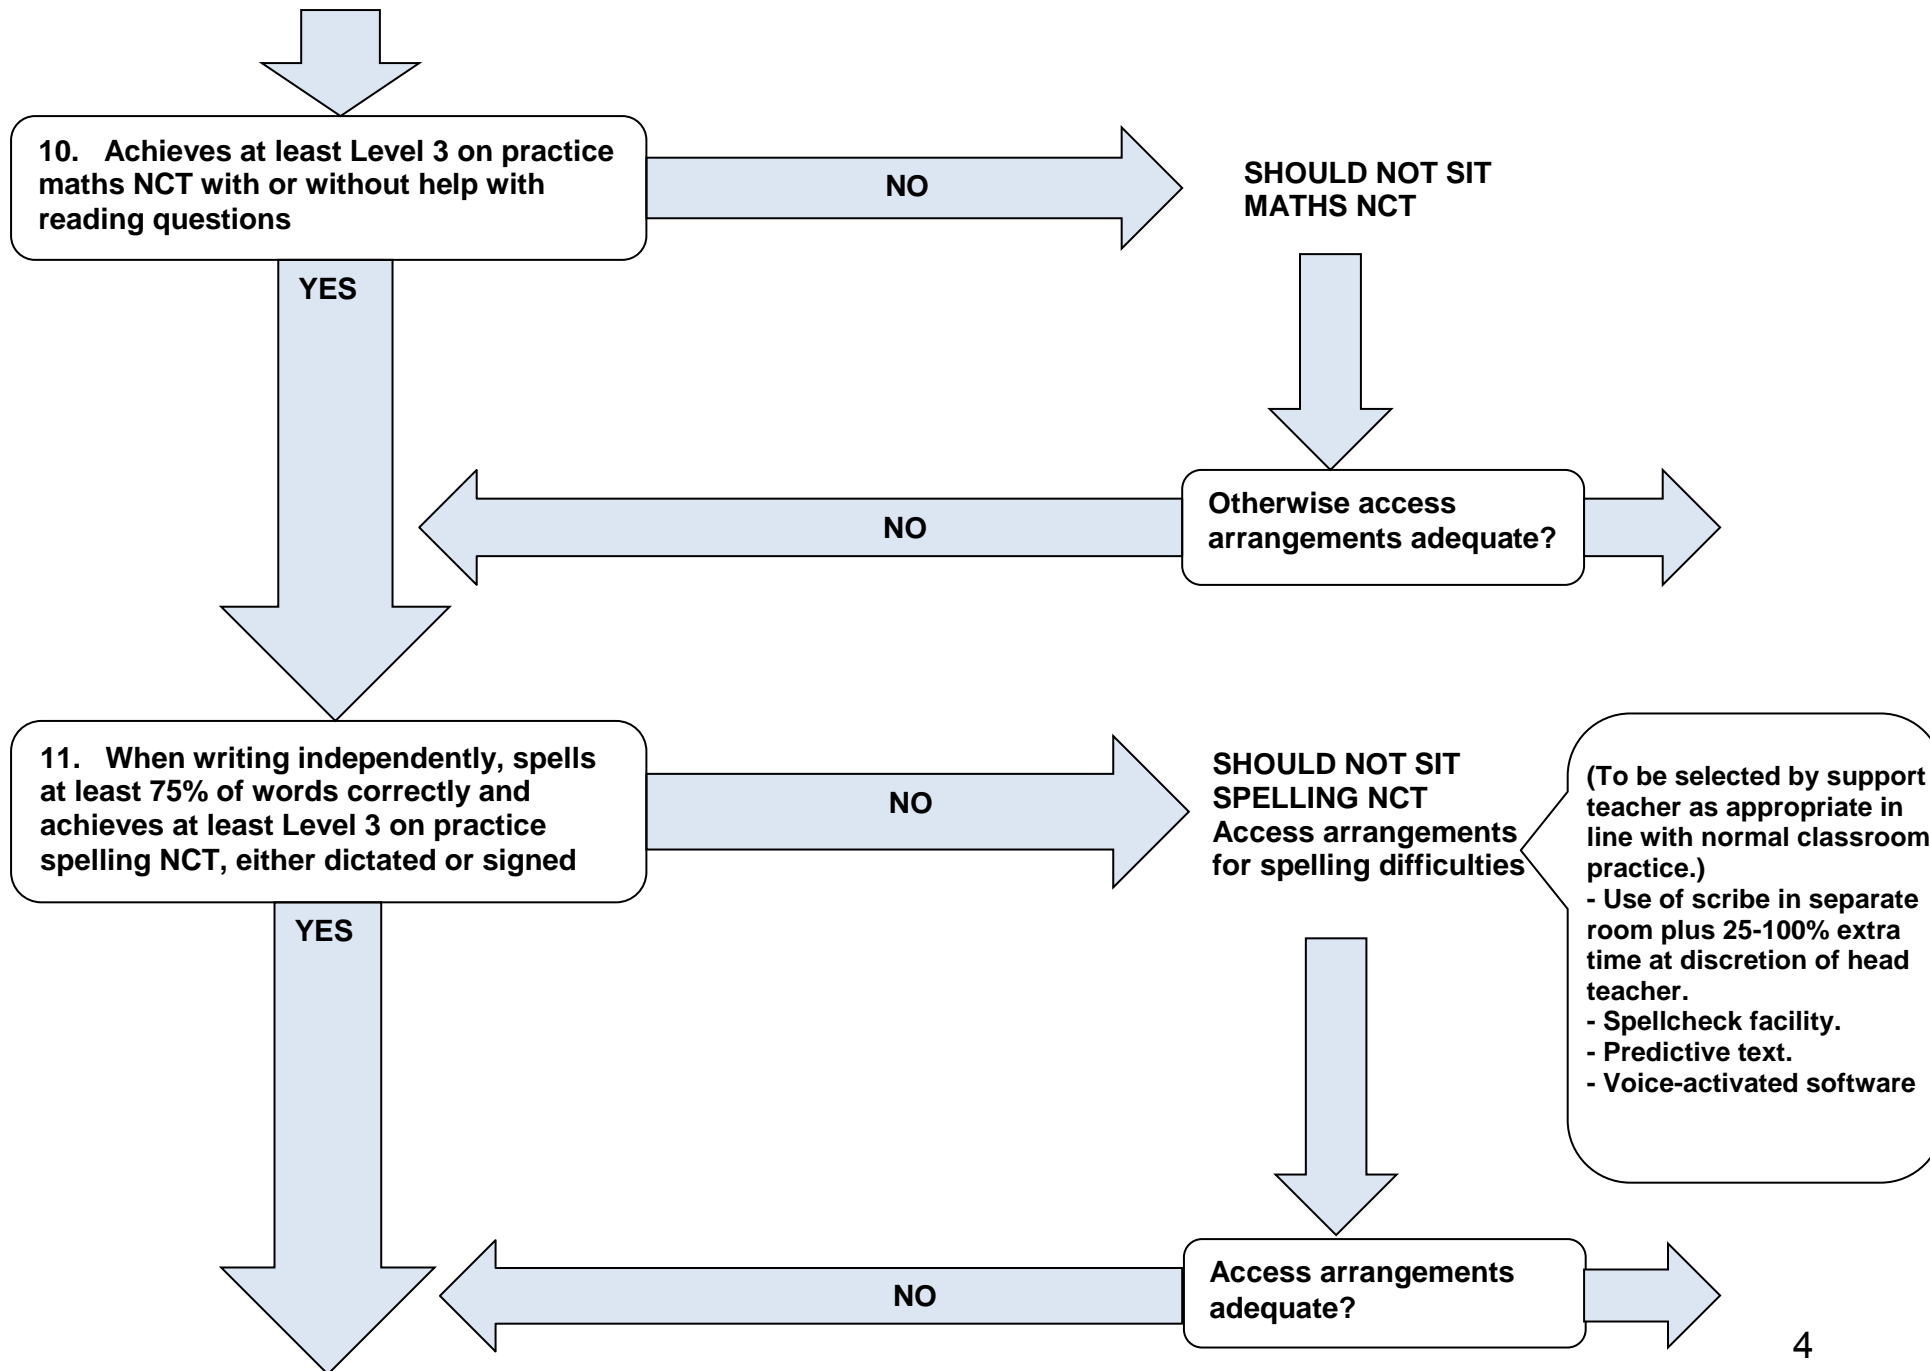 10. Achieves at least Level 3 on practice
maths NCT with or without help with
reading questions
NO
SHOULD NOT SIT
MATHS NCT
YES
Otherwise access
arrangements adequate?
NO
11. When writing independently, spells
at least 75% of words correctly and
achieves at least Level 3 on practice
spelling NCT, either dictated or signed
NO
SHOULD NOT SIT
SPELLING NCT
Access arrangements
for spelling difficulties
(To be selected by support
teacher as appropriate in
line with normal classroom
practice.)
- Use of scribe in separate
room plus 25-100% extra
time at discretion of head
teacher.
- Spellcheck facility.
- Predictive text.
- Voice-activated software
YES
Access arrangements
adequate?
NO
4